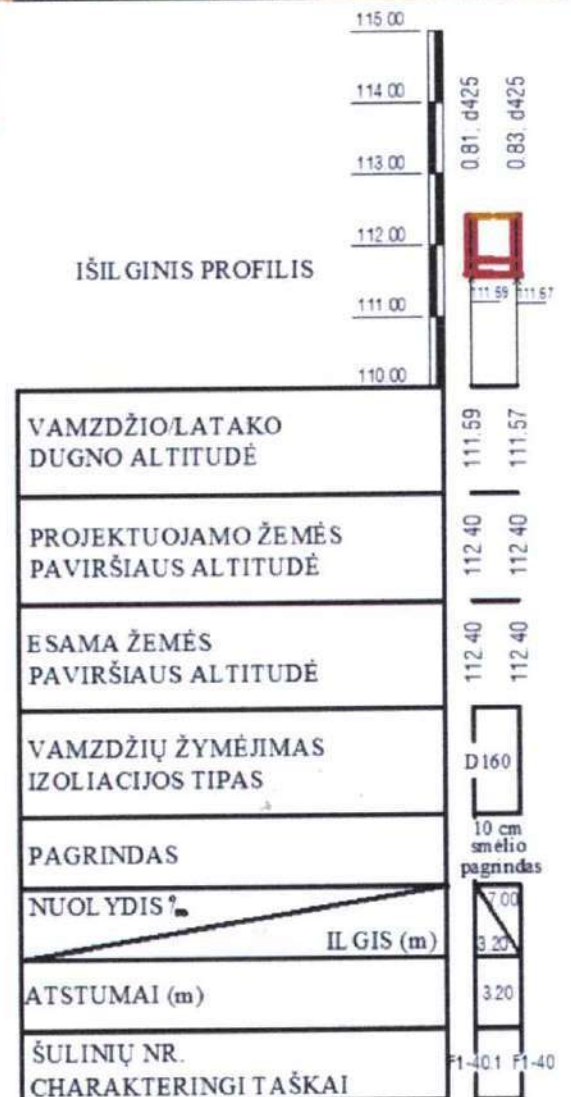 115.00
114.00
113.00
112.00
111.00
110.00
0.81. d425
0.83. d425
IŠILGINIS PROFILIS
111.59 111.57
VAMZDŽIO/LATAKO
DUGNO ALTITUDĖ
111.59
111.57
PROJEKTUOJAMO ŽEMĖS
PAVIRŠIAUS ALTITUDĖ
112.40
112.40
ESAMA ŽEMĖS
PAVIRŠIAUS ALTITUDĖ
112.40
112.40
VAMZDŽIŲ ŽYMĖJIMAS
IZOLIACIJOS TIPAS
D160
PAGRINDAS
10 cm
smėlio
pagrindas
NUOLYDIS ‰
ILGIS (m)
7.00
3.20
ATSTUMAI (m)
3.20
ŠULINIŲ NR.
CHARAKTERINGI TAŠKAI
F1-40.1 F1-40